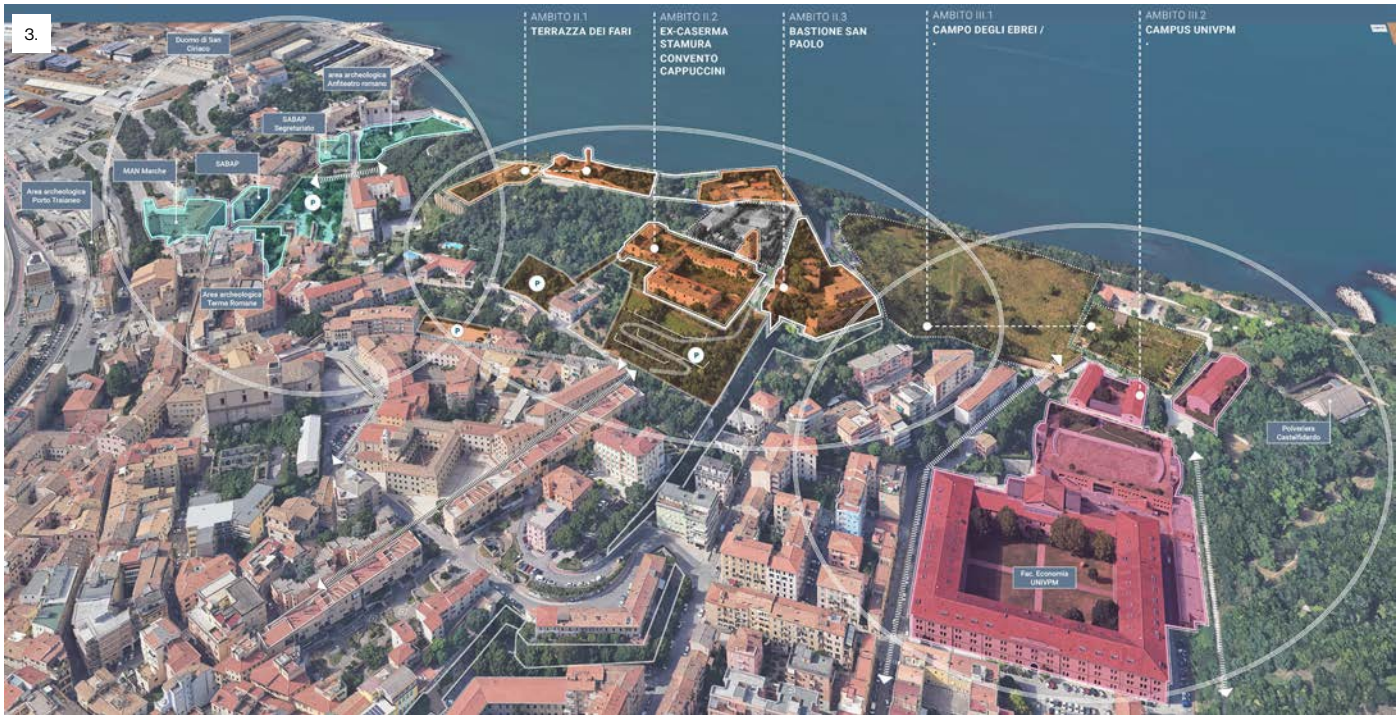 3.
AMBITO II.1
TERRAZZA DEI FARI
AMBITO II.2
EX-CASERMA
STAMURA
CONVENTO
CAPPUCCINI
AMBITO II.3
BASTIONE SAN
PAOLO
AMBITO III.1
CAMPO DEGLI EBREI /
-
AMBITO III.2
CAMPUS UNIVPM
-
Duomo di San
Ciriaco
area archeologica
Anfiteatro romano
SABAP
Segretariato
SABAP
MAN Marche
Area archeologica
Porto Traianeo
P
Area archeologica
Terme Romane
P
P
P
Polveriera
Castelfidardo
Fac. Economia
UNIVPM